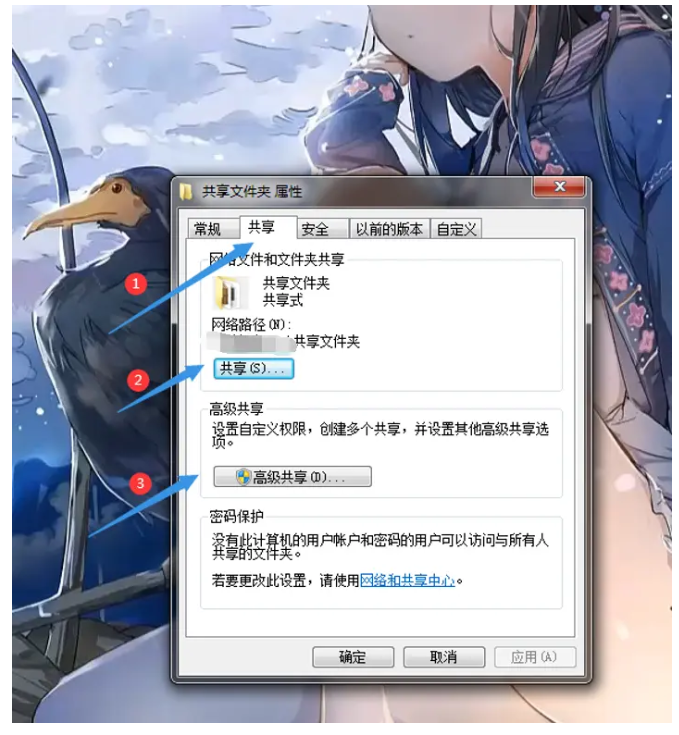 共享文件夹 属性
常规 共享 安全 以前的版本 自定义
网络文件和文件夹共享
共享文件夹
共享式
网络路径(N):
共享文件夹
共享(S)...
高级共享
设置自定义权限，创建多个共享，并设置其他高级共享选
项。
高级共享(D)...
密码保护
没有此计算机的用户帐户和密码的用户可以访问与所有人
共享的文件夹。
若要更改此设置，请使用网络和共享中心。
确定 取消 应用(A)
1
2
3